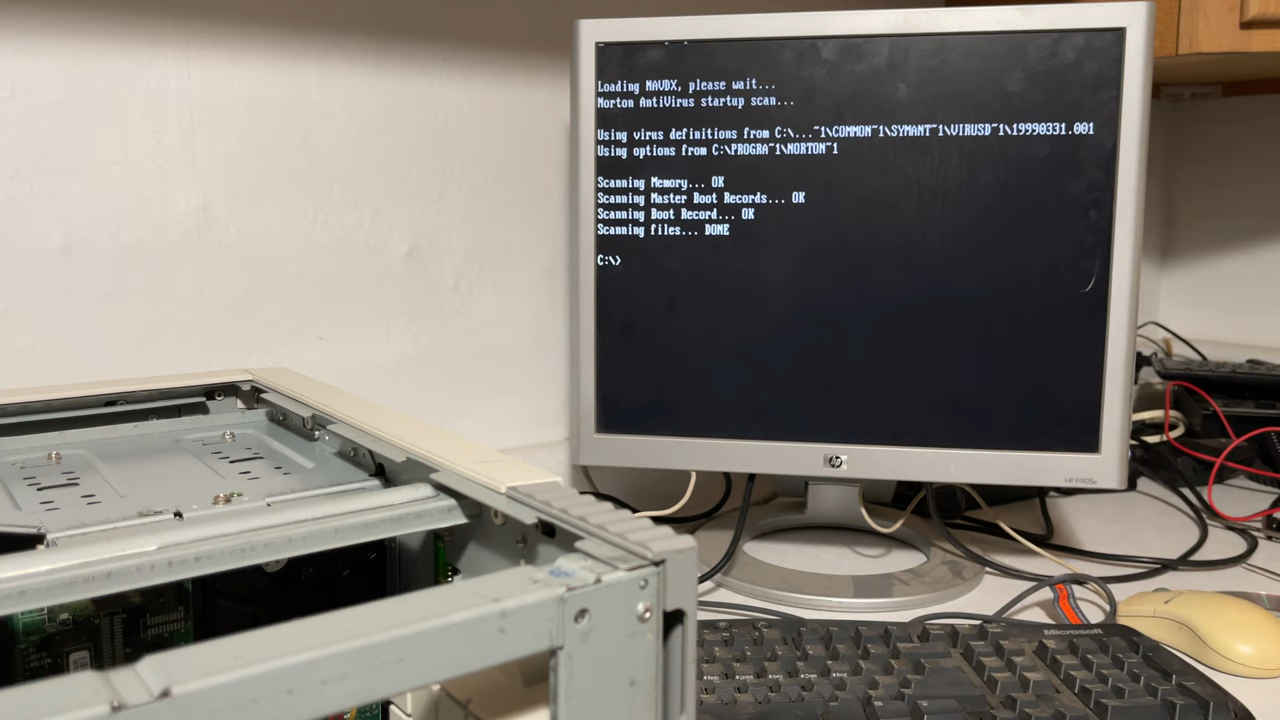 Loading NAVDX, please wait...
Norton AntiVirus startup scan...
Using virus definitions from C:\...~1\COMMON~1\SYMANT~1\VIRUSD~1\19990331.001
Using options from C:\PROGRA~1\NORTON~1
Scanning Memory... OK
Scanning Master Boot Records... OK
Scanning Boot Record... OK
Scanning files... DONE
C:\>
hp
Microsoft